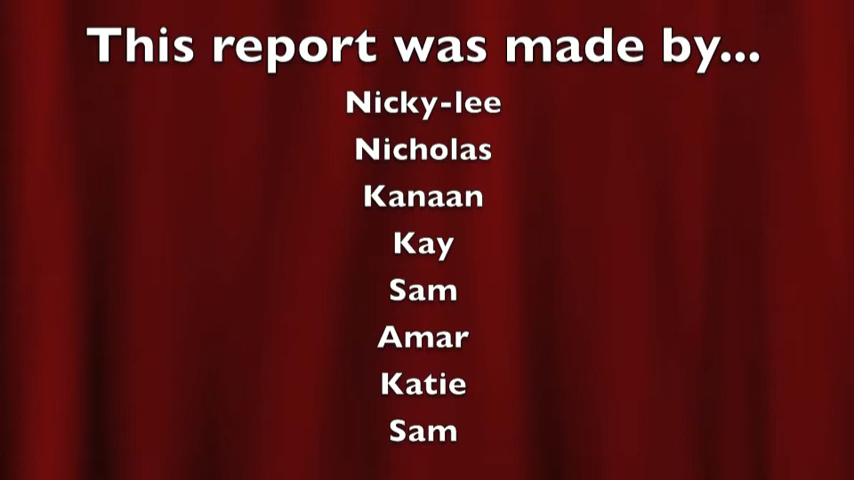 This report was made by...
Nicky-lee
Nicholas
Kanaan
Kay
Sam
Amar
Katie
Sam